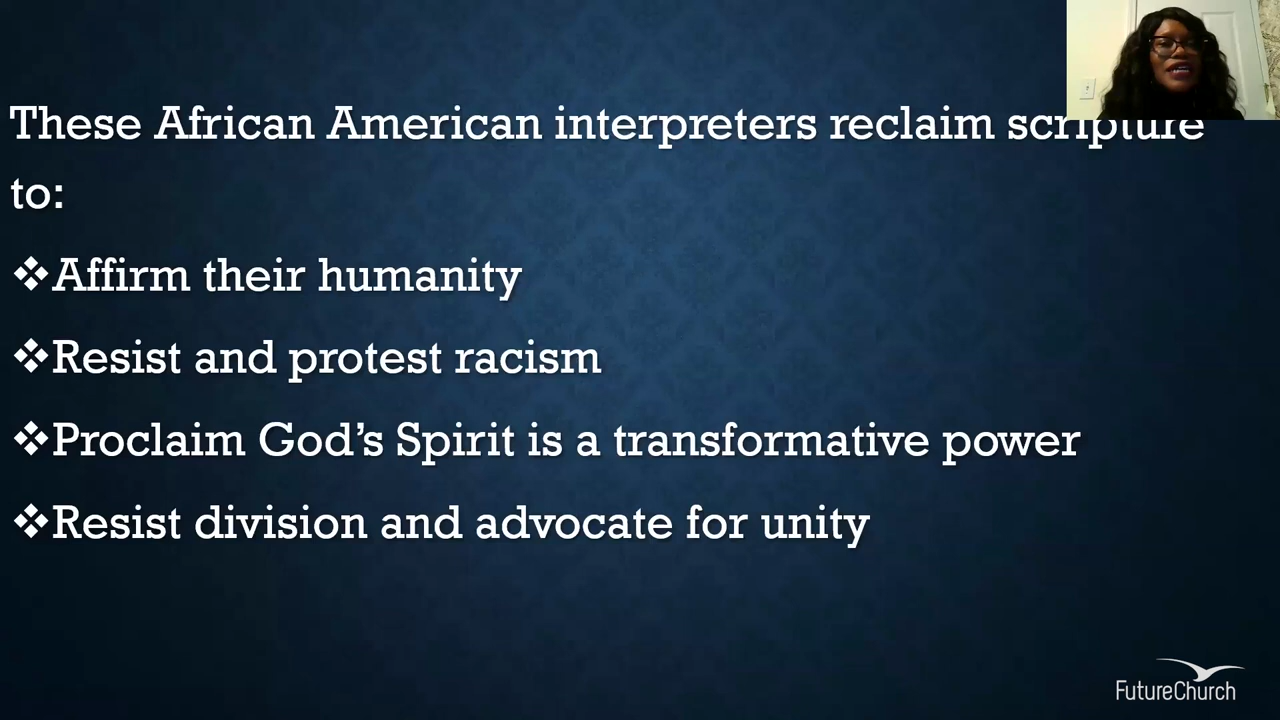 These African American interpreters reclaim scripture
to:
❖Affirm their humanity
❖Resist and protest racism
❖Proclaim God’s Spirit is a transformative power
❖Resist division and advocate for unity
FutureChurch